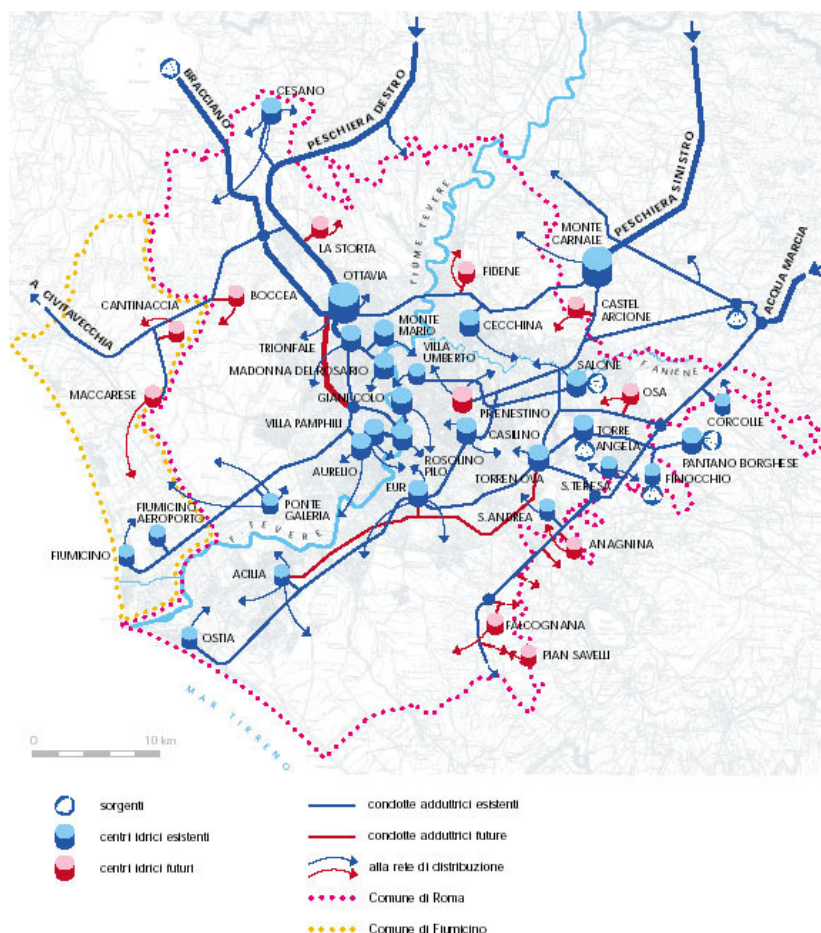 BRACCIANO
CESANO
PESCHIERA DESTRO
PESCHIERA SINISTRO
FIUME TEVERE
MONTE
CARNALE
ACQUA MARCIA
LA STORTA
OTTAVIA
FIDENE
A CIVITAVECCHIA
CANTINACCIA
BOCCEA
CASTEL
ARCIONE
MONTE
MARIO
CECCHINA
TRIONFALE
VILLA
UMBERTO
MADONNA DEL ROSARIO
SALONE
F. ANIENE
MACCARESE
GIANICOLO
PRENESTINO
OSA
VILLA PAMPHILI
CASILINO
TORRE
ANGELA
CORCOLLE
AURELIO
ROSOLINO
PILO
TORRENOVA
PANTANO BORGHESE
S. TERESA
FINOCCHIO
EUR
PONTE
GALERIA
FIUMICINO
AEROPORTO
S. ANDREA
F. TEVERE
FIUMICINO
ANAGNINA
ACILIA
FALCOGNANA
OSTIA
PIAN SAVELLI
MAR TIRRENO
0 10 km
sorgenti
condotte adduttrici esistenti
centri idrici esistenti
condotte adduttrici future
centri idrici futuri
alla rete di distribuzione
Comune di Roma
Comune di Fiumicino